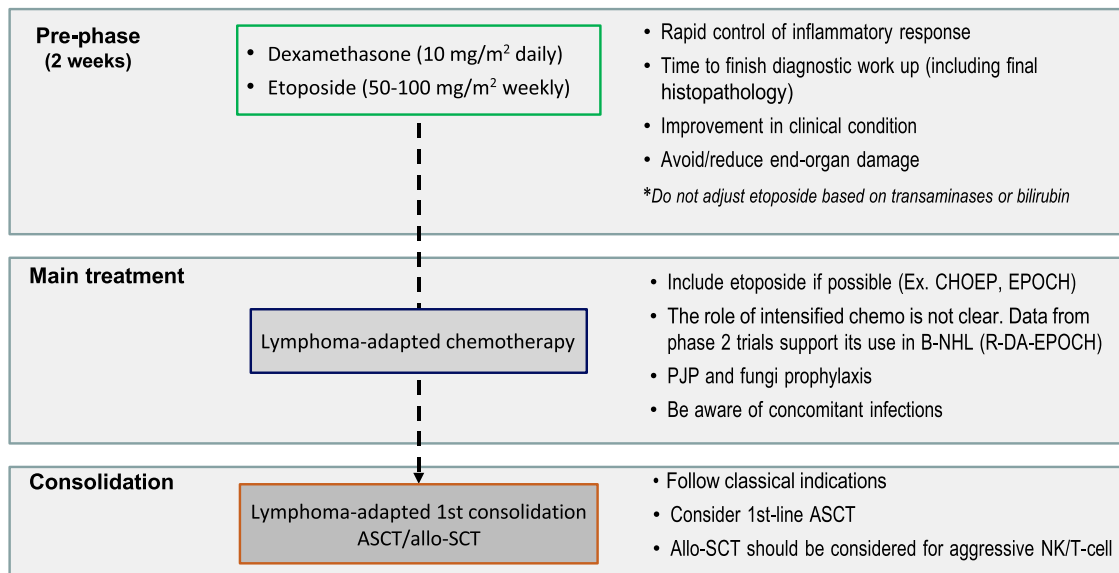 Pre-phase
(2 weeks)
• Dexamethasone (10 mg/m² daily)
• Etoposide (50-100 mg/m² weekly)
• Rapid control of inflammatory response
• Time to finish diagnostic work up (including final
histopathology)
• Improvement in clinical condition
• Avoid/reduce end-organ damage
*Do not adjust etoposide based on transaminases or bilirubin
Main treatment
Lymphoma-adapted chemotherapy
• Include etoposide if possible (Ex. CHOEP, EPOCH)
• The role of intensified chemo is not clear. Data from
phase 2 trials support its use in B-NHL (R-DA-EPOCH)
• PJP and fungi prophylaxis
• Be aware of concomitant infections
Consolidation
Lymphoma-adapted 1st consolidation
ASCT/allo-SCT
• Follow classical indications
• Consider 1st-line ASCT
• Allo-SCT should be considered for aggressive NK/T-cell